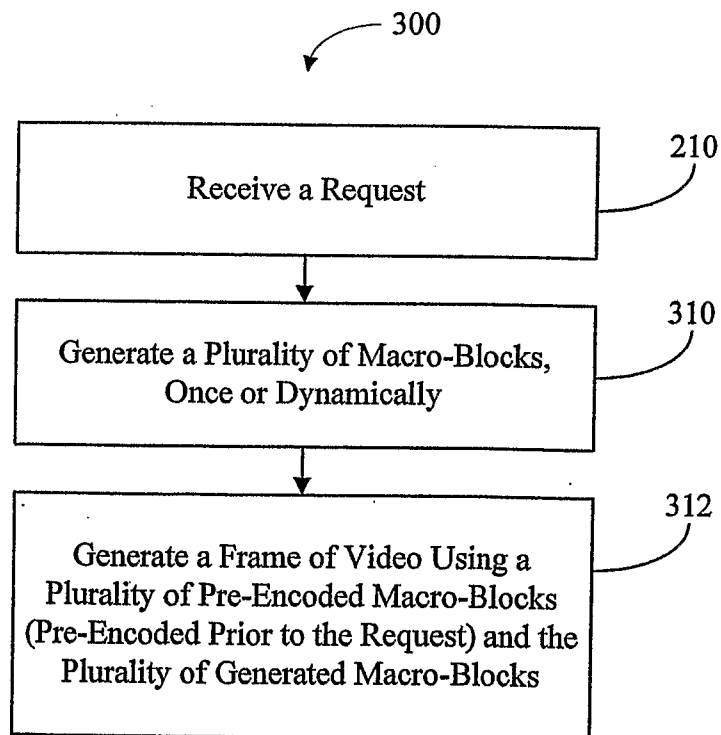 300
Receive a Request
210
Generate a Plurality of Macro-Blocks,
Once or Dynamically
310
Generate a Frame of Video Using a
Plurality of Pre-Encoded Macro-Blocks
(Pre-Encoded Prior to the Request) and the
Plurality of Generated Macro-Blocks
312